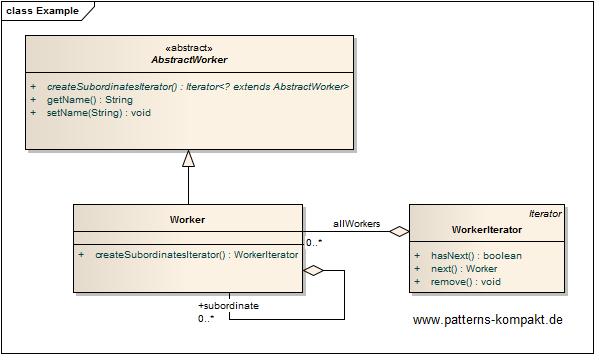 class Example
«abstract»
AbstractWorker
+ createSubordinatesIterator() : Iterator<? extends AbstractWorker>
+ getName() : String
+ setName(String) : void
Worker
+ createSubordinatesIterator() : WorkerIterator
allWorkers
0..*
Iterator
WorkerIterator
+ hasNext() : boolean
+ next() : Worker
+ remove() : void
+subordinate
0..*
www.patterns-kompakt.de